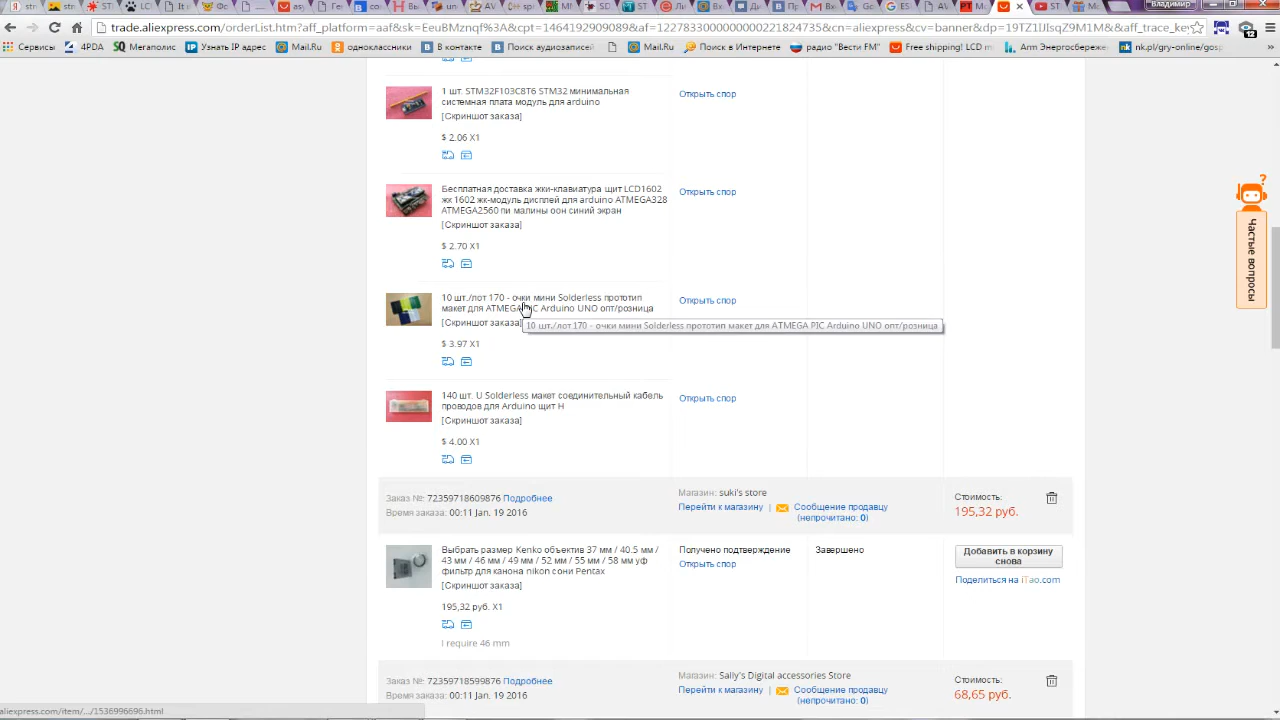 Владимир
trade.aliexpress.com/orderList.htm?aff_platform=aaf&sk=EeuBMznqf%3A&cpt=1464192909089&af=122783300000000221824735&cn=aliexpress&cv=banner&dp=19TZ1lJIsqZ9M1M&&aff_trace_key
Сервисы 4PDA Мегаполис Узнать IP адрес Mail.Ru одноклассники В контакте Поиск аудиозаписей Mail.Ru Поиск в Интернете радио "Вести FM" Free shipping! LCD m Arm Энергосбереже nk.pl/gry-online/gosp »
12
1 шт. STM32F103C8T6 STM32 минимальная
системная плата модуль для arduino
[Скриншот заказа]
$ 2.06 X1
Открыть спор
Бесплатная доставка жки-клавиатура щит LCD1602
жк 1602 жк-модуль дисплей для arduino ATMEGA328
ATMEGA2560 пи малины оон синий экран
[Скриншот заказа]
$ 2.70 X1
Открыть спор
10 шт./лот 170 - очки мини Solderless прототип
макет для ATMEGA PIC Arduino UNO опт/розница
[Скриншот заказа]
10 шт./лот 170 - очки мини Solderless прототип макет для ATMEGA PIC Arduino UNO опт/розница
$ 3.97 X1
Открыть спор
140 шт. U Solderless макет соединительный кабель
проводов для Arduino щит H
[Скриншот заказа]
$ 4.00 X1
Открыть спор
Заказ №: 72359718609876 Подробнее
Время заказа: 00:11 Jan. 19 2016
Магазин: suki's store
Перейти к магазину | Сообщение продавцу
(непрочитано: 0)
Стоимость:
195,32 руб.
Выбрать размер Kenko объектив 37 мм / 40.5 мм /
43 мм / 46 мм / 49 мм / 52 мм / 55 мм / 58 мм уф
фильтр для канона nikon сони Pentax
[Скриншот заказа]
195,32 руб. X1
I require 46 mm
Получено подтверждение
Открыть спор
Завершено
Добавить в корзину
снова
Поделиться на iTao.com
Заказ №: 72359718599876 Подробнее
Время заказа: 00:11 Jan. 19 2016
Магазин: Sally's Digital accessories Store
Перейти к магазину | Сообщение продавцу
(непрочитано: 0)
Стоимость:
68,65 руб.
?
Частые вопросы
aliexpress.com/item/.../1536996696.html